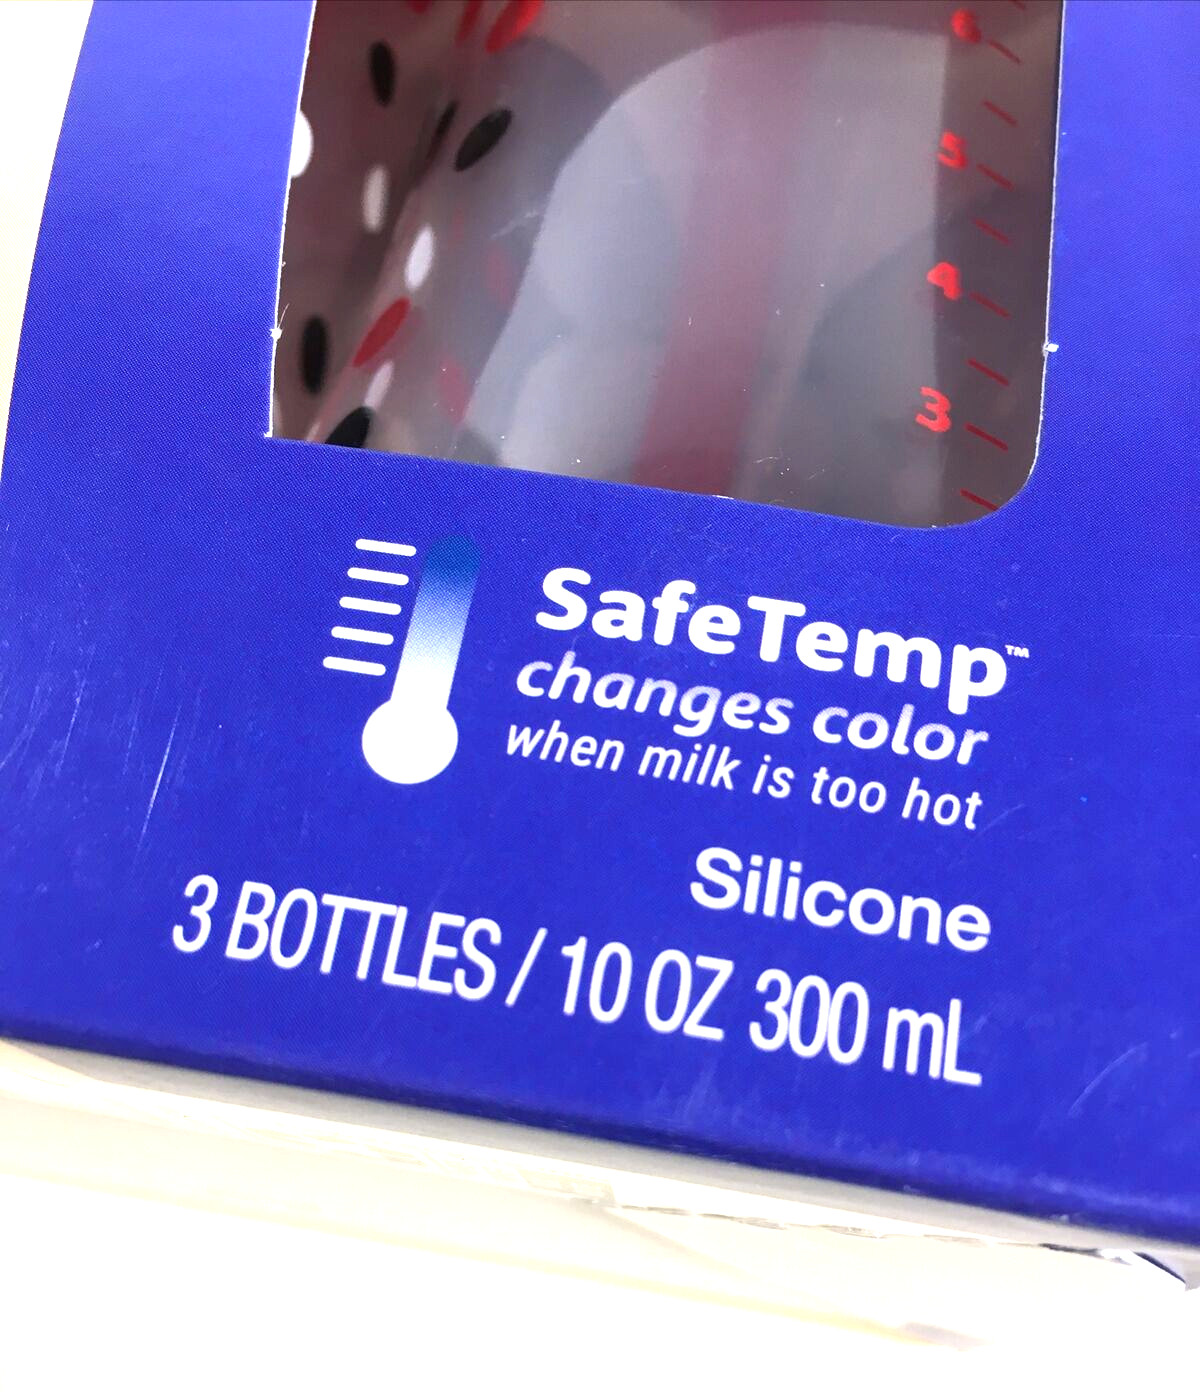 6
5
4
3
SafeTemp™
changes color
when milk is too hot
Silicone
3 BOTTLES / 10 OZ 300 mL